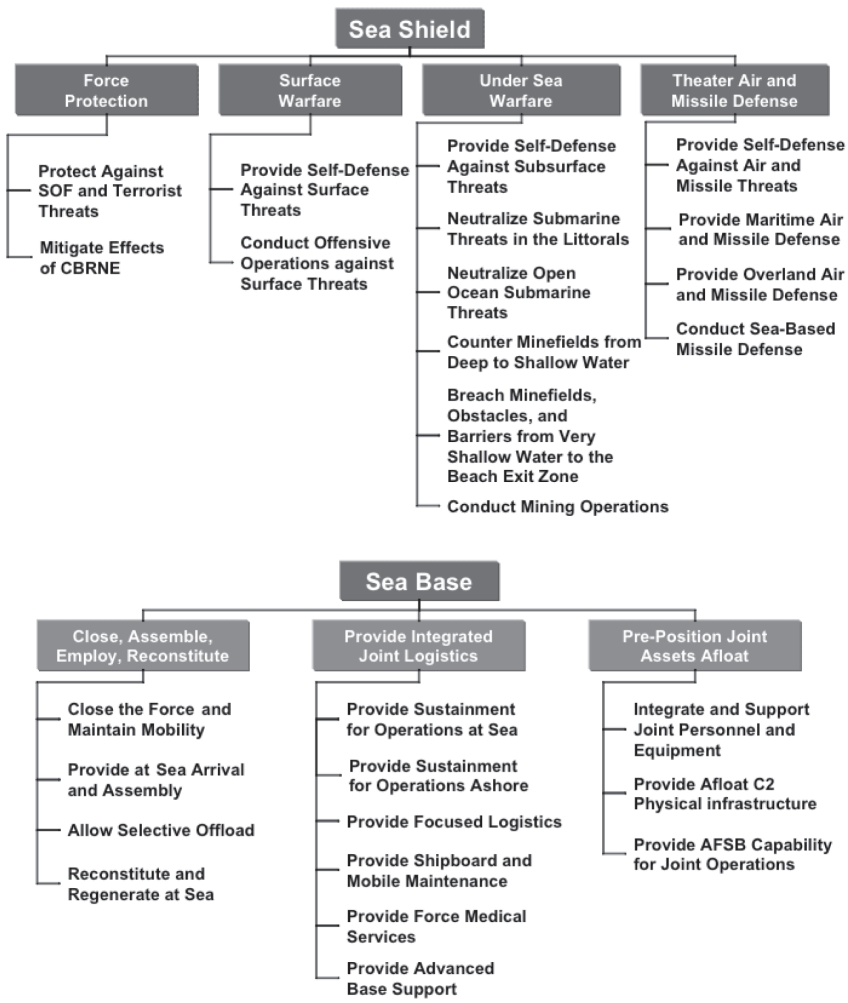 Sea Shield
Force
Protection
Protect Against
SOF and Terrorist
Threats
Mitigate Effects
of CBRNE
Surface
Warfare
Provide Self-Defense
Against Surface
Threats
Conduct Offensive
Operations against
Surface Threats
Under Sea
Warfare
Provide Self-Defense
Against Subsurface
Threats
Neutralize Submarine
Threats in the Littorals
Neutralize Open
Ocean Submarine
Threats
Counter Minefields from
Deep to Shallow Water
Breach Minefields,
Obstacles, and
Barriers from Very
Shallow Water to the
Beach Exit Zone
Conduct Mining Operations
Theater Air and
Missile Defense
Provide Self-Defense
Against Air and
Missile Threats
Provide Maritime Air
and Missile Defense
Provide Overland Air
and Missile Defense
Conduct Sea-Based
Missile Defense
Sea Base
Close, Assemble,
Employ, Reconstitute
Close the Force and
Maintain Mobility
Provide at Sea Arrival
and Assembly
Allow Selective Offload
Reconstitute and
Regenerate at Sea
Provide Integrated
Joint Logistics
Provide Sustainment
for Operations at Sea
Provide Sustainment
for Operations Ashore
Provide Focused Logistics
Provide Shipboard and
Mobile Maintenance
Provide Force Medical
Services
Provide Advanced
Base Support
Pre-Position Joint
Assets Afloat
Integrate and Support
Joint Personnel and
Equipment
Provide Afloat C2
Physical infrastructure
Provide AFSB Capability
for Joint Operations